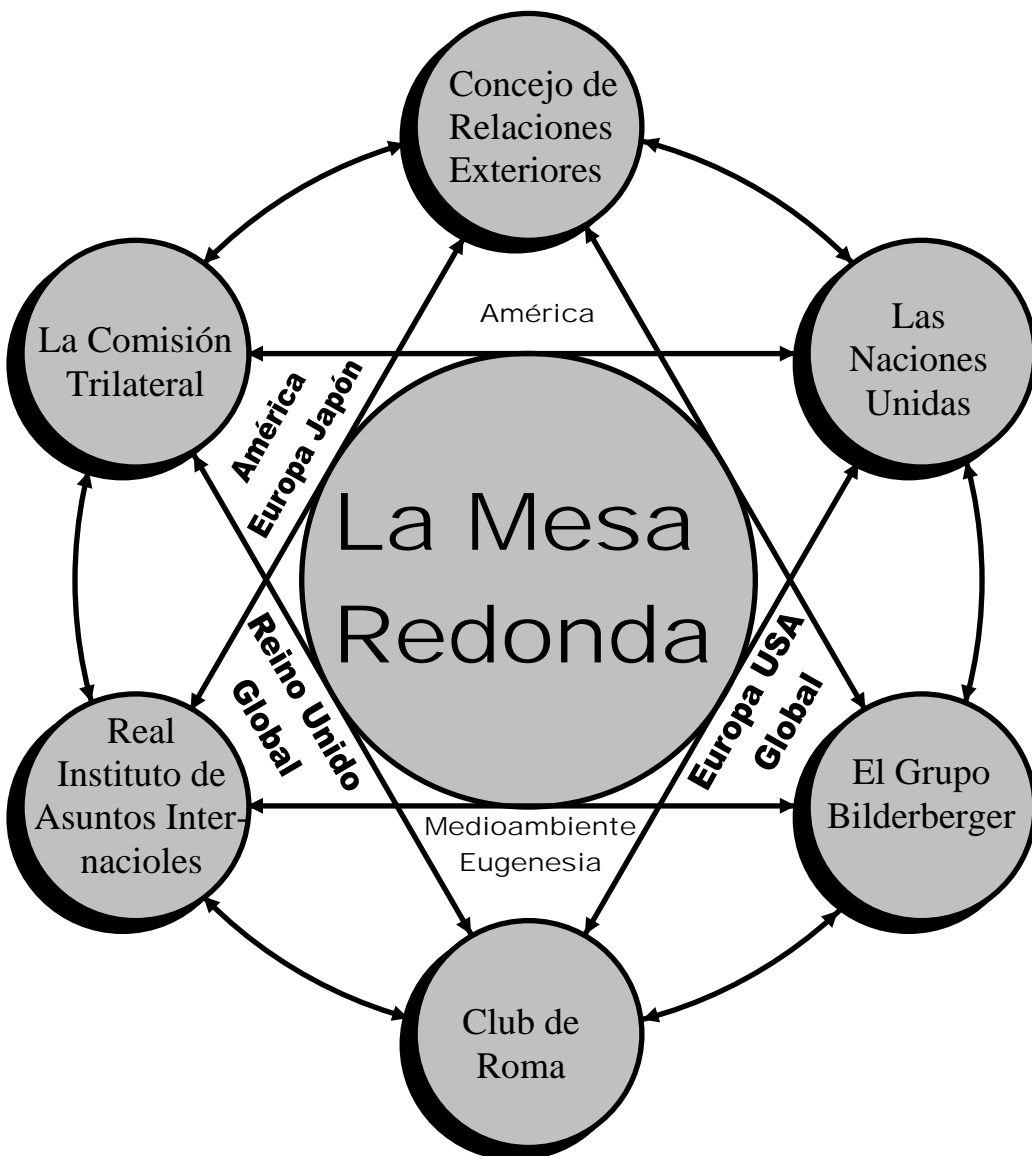 Concejo de
Relaciones
Exteriores
América
La Comisión
Trilateral
Las
Naciones
Unidas
América
Europa Japón
La Mesa
Redonda
Reino Unido
Global
Europa USA
Global
Real
Instituto de
Asuntos Inter-
nacioles
El Grupo
Bilderberger
Medioambiente
Eugenesia
Club de
Roma